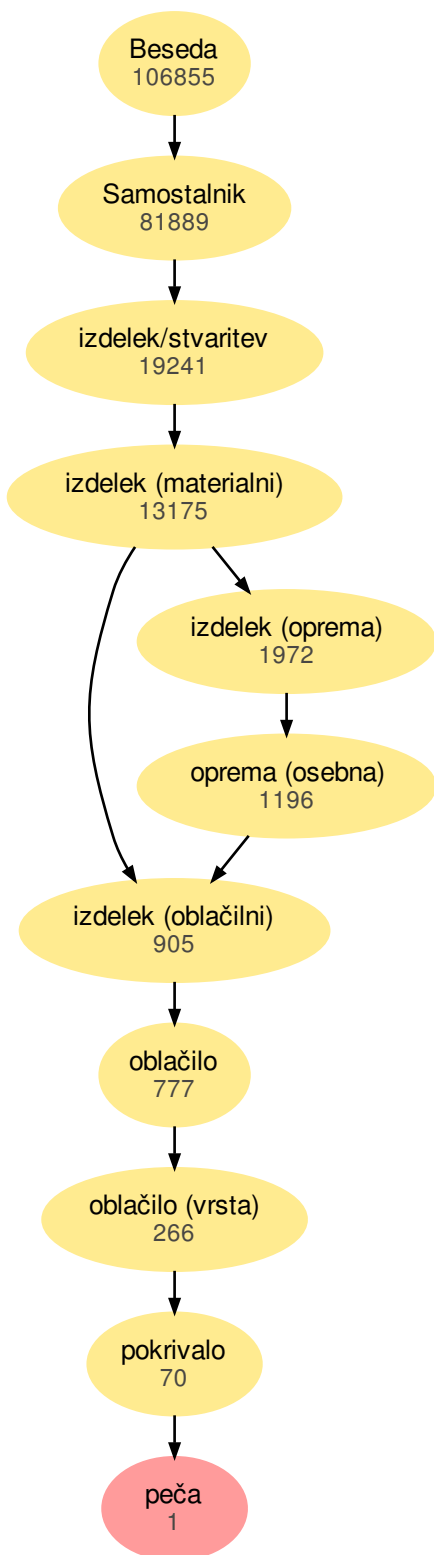 Beseda
106855
Samostalnik
81889
izdelek/stvaritev
19241
izdelek (materialni)
13175
izdelek (oprema)
1972
oprema (osebna)
1196
izdelek (oblačilni)
905
oblačilo
777
oblačilo (vrsta)
266
pokrivalo
70
peča
1